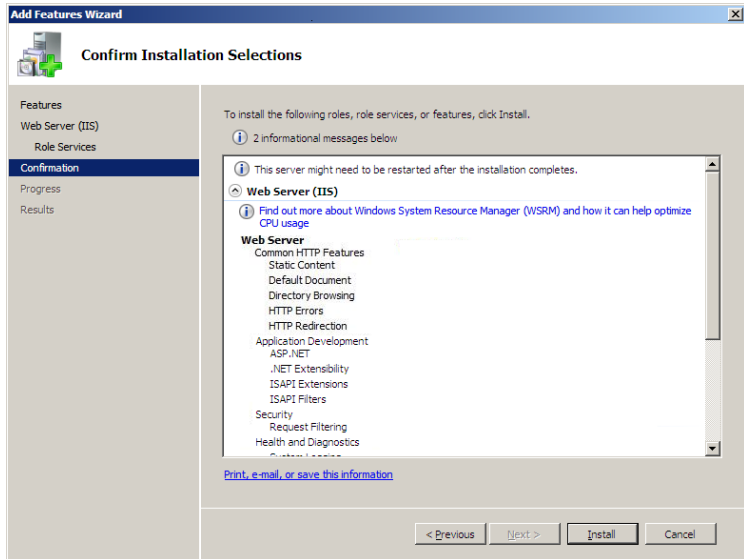 Add Features Wizard
Confirm Installation Selections
Features
Web Server (IIS)
Role Services
Confirmation
Progress
Results
To install the following roles, role services, or features, click Install.
2 informational messages below
This server might need to be restarted after the installation completes.
Web Server (IIS)
Find out more about Windows System Resource Manager (WSRM) and how it can help optimize
CPU usage
Web Server
Common HTTP Features
Static Content
Default Document
Directory Browsing
HTTP Errors
HTTP Redirection
Application Development
ASP.NET
.NET Extensibility
ISAPI Extensions
ISAPI Filters
Security
Request Filtering
Health and Diagnostics
Print, e-mail, or save this information
< Previous Next > Install Cancel